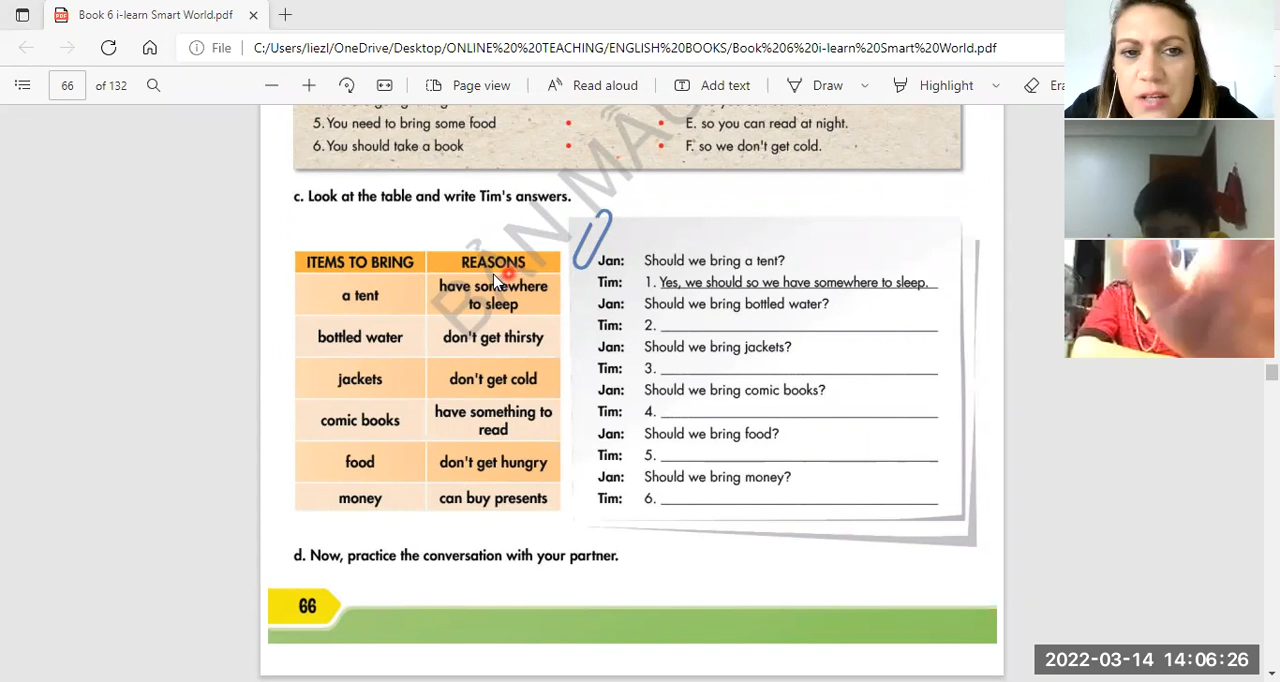 Book 6 i-learn Smart World.pdf
File C:/Users/liezl/OneDrive/Desktop/ONLINE%20%20TEACHING/ENGLISH%20BOOKS/Book%206%20i-learn%20Smart%20World.pdf
66 of 132 Page view Read aloud Add text Draw Highlight
5. You need to bring some food E. so you can read at night.
6. You should take a book F. so we don't get cold.
BẢN MẪU
c. Look at the table and write Tim's answers.
ITEMS TO BRING REASONS
a tent have somewhere to sleep
bottled water don't get thirsty
jackets don't get cold
comic books have something to read
food don't get hungry
money can buy presents
Jan: Should we bring a tent?
Tim: 1. Yes, we should so we have somewhere to sleep.
Jan: Should we bring bottled water?
Tim: 2.
Jan: Should we bring jackets?
Tim: 3.
Jan: Should we bring comic books?
Tim: 4.
Jan: Should we bring food?
Tim: 5.
Jan: Should we bring money?
Tim: 6.
d. Now, practice the conversation with your partner.
66
2022-03-14 14:06:26